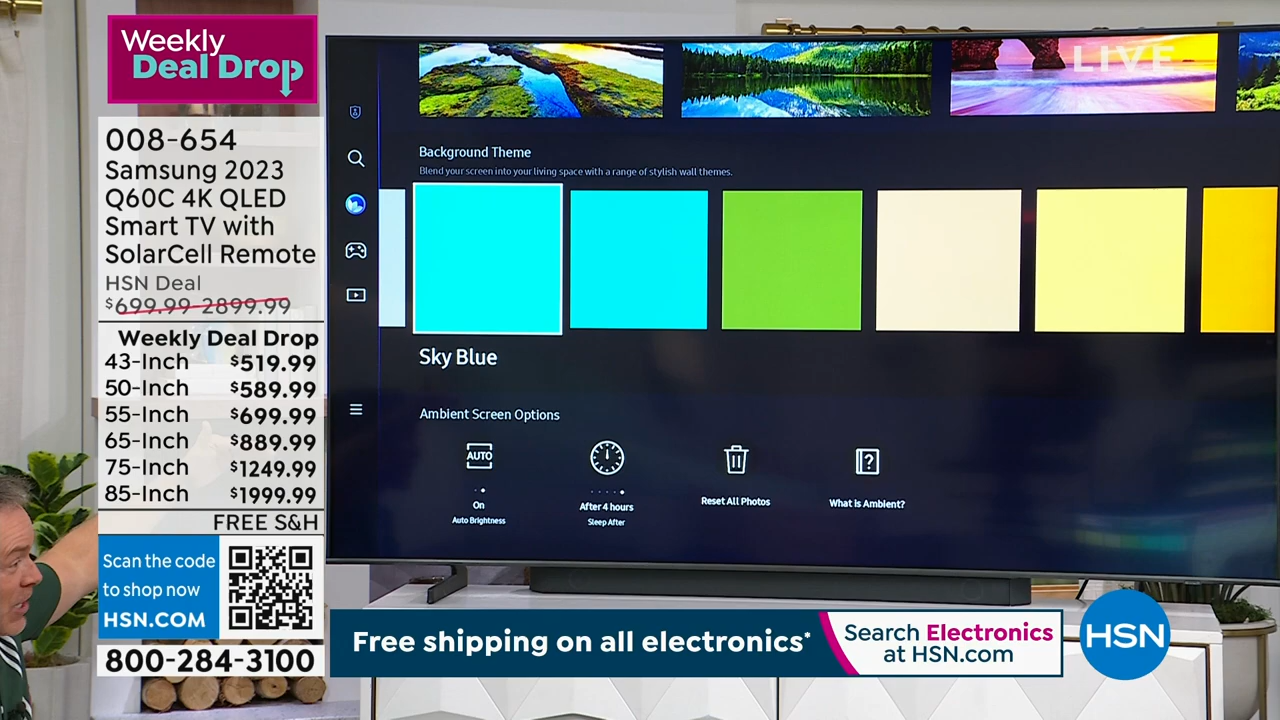 Weekly
Deal Drop
008-654
Samsung 2023
Q60C 4K QLED
Smart TV with
SolarCell Remote
HSN Deal
$699.99-2899.99
Weekly Deal Drop
43-Inch $519.99
50-Inch $589.99
55-Inch $699.99
65-Inch $889.99
75-Inch $1249.99
85-Inch $1999.99
FREE S&H
Scan the code
to shop now
HSN.COM
800-284-3100
LIVE
Background Theme
Blend your screen into your living space with a range of stylish wall themes.
Sky Blue
Ambient Screen Options
AUTO
On
Auto Brightness
After 4 hours
Sleep After
Reset All Photos
?
What is Ambient?
Free shipping on all electronics*
Search Electronics
at HSN.com
HSN